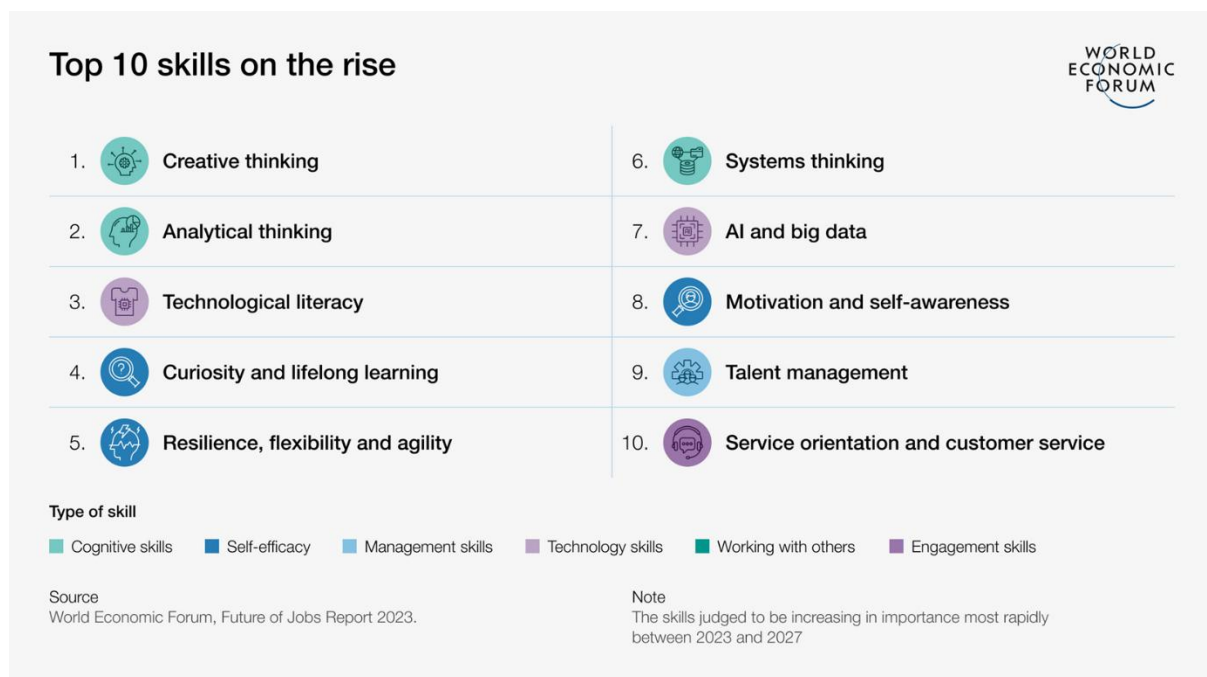 Top 10 skills on the rise
WORLD
ECONOMIC
FORUM
1. Creative thinking
2. Analytical thinking
3. Technological literacy
4. Curiosity and lifelong learning
5. Resilience, flexibility and agility
6. Systems thinking
7. AI and big data
8. Motivation and self-awareness
9. Talent management
10. Service orientation and customer service
Type of skill
Cognitive skills Self-efficacy Management skills Technology skills Working with others Engagement skills
Source
World Economic Forum, Future of Jobs Report 2023.
Note
The skills judged to be increasing in importance most rapidly
between 2023 and 2027